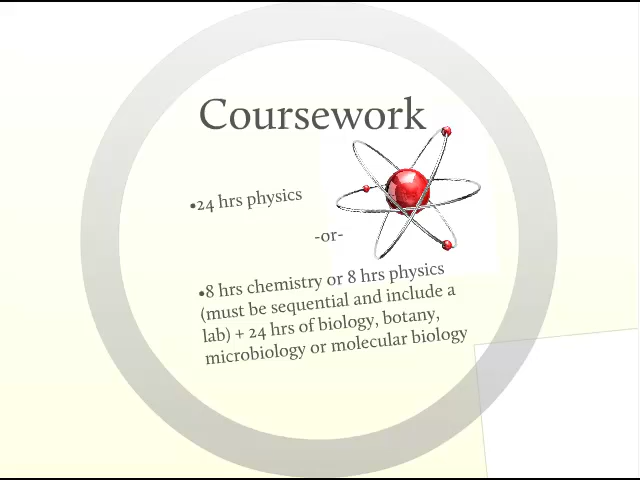 Coursework
•24 hrs physics
-or-
•8 hrs chemistry or 8 hrs physics
(must be sequential and include a
lab) + 24 hrs of biology, botany,
microbiology or molecular biology